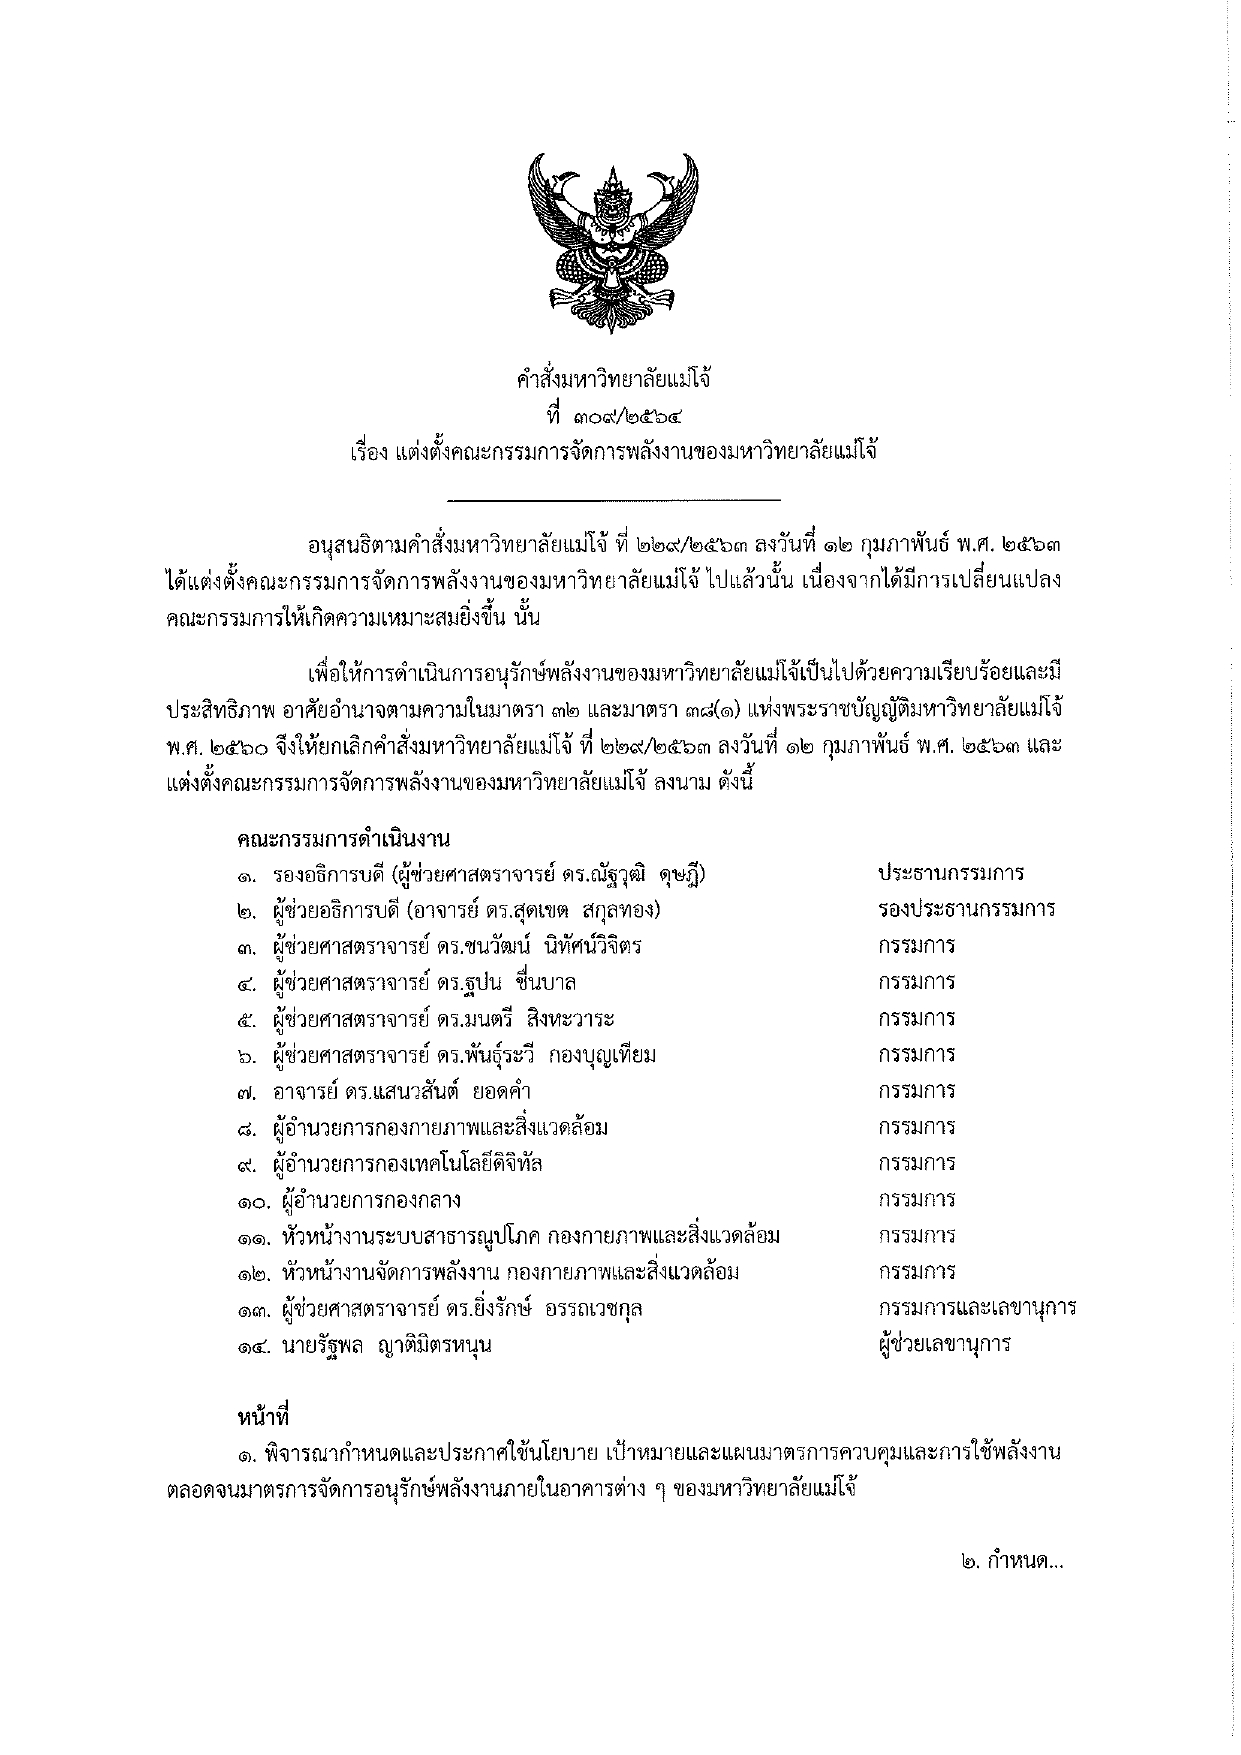 คำสั่งมหาวิทยาลัยแม่โจ้
ที่ ๓๐๙/๒๕๖๔
เรื่อง แต่งตั้งคณะกรรมการจัดการพลังงานของมหาวิทยาลัยแม่โจ้
อนุสนธิตามคำสั่งมหาวิทยาลัยแม่โจ้ ที่ ๒๒๙/๒๕๖๓ ลงวันที่ ๑๒ กุมภาพันธ์ พ.ศ. ๒๕๖๓
ได้แต่งตั้งคณะกรรมการจัดการพลังงานของมหาวิทยาลัยแม่โจ้ ไปแล้วนั้น เนื่องจากได้มีการเปลี่ยนแปลง
คณะกรรมการให้เกิดความเหมาะสมยิ่งขึ้น นั้น
เพื่อให้การดำเนินการอนุรักษ์พลังงานของมหาวิทยาลัยแม่โจ้เป็นไปด้วยความเรียบร้อยและมี
ประสิทธิภาพ อาศัยอำนาจตามความในมาตรา ๓๒ และมาตรา ๓๘(๑) แห่งพระราชบัญญัติมหาวิทยาลัยแม่โจ้
พ.ศ. ๒๕๖๐ จึงให้ยกเลิกคำสั่งมหาวิทยาลัยแม่โจ้ ที่ ๒๒๙/๒๕๖๓ ลงวันที่ ๑๒ กุมภาพันธ์ พ.ศ. ๒๕๖๓ และ
แต่งตั้งคณะกรรมการจัดการพลังงานของมหาวิทยาลัยแม่โจ้ ลงนาม ดังนี้
คณะกรรมการดำเนินงาน
๑. รองอธิการบดี (ผู้ช่วยศาสตราจารย์ ดร.ณัฐวุฒิ ดุษฎี) ประธานกรรมการ
๒. ผู้ช่วยอธิการบดี (อาจารย์ ดร.สุดเขต สกุลทอง) รองประธานกรรมการ
๓. ผู้ช่วยศาสตราจารย์ ดร.ชนวัฒน์ นิทัศน์วิจิตร กรรมการ
๔. ผู้ช่วยศาสตราจารย์ ดร.ฐปน ชื่นบาล กรรมการ
๕. ผู้ช่วยศาสตราจารย์ ดร.มนตรี สิงหะวาระ กรรมการ
๖. ผู้ช่วยศาสตราจารย์ ดร.พันธุ์ระวี กองบุญเทียม กรรมการ
๗. อาจารย์ ดร.แสนวสันต์ ยอดคำ กรรมการ
๘. ผู้อำนวยการกองกายภาพและสิ่งแวดล้อม กรรมการ
๙. ผู้อำนวยการกองเทคโนโลยีดิจิทัล กรรมการ
๑๐. ผู้อำนวยการกองกลาง กรรมการ
๑๑. หัวหน้างานระบบสาธารณูปโภค กองกายภาพและสิ่งแวดล้อม กรรมการ
๑๒. หัวหน้างานจัดการพลังงาน กองกายภาพและสิ่งแวดล้อม กรรมการ
๑๓. ผู้ช่วยศาสตราจารย์ ดร.ยิ่งรักษ์ อรรถเวชกุล กรรมการและเลขานุการ
๑๔. นายรัฐพล ญาติมิตรหนุน ผู้ช่วยเลขานุการ
หน้าที่
๑. พิจารณากำหนดและประกาศใช้นโยบาย เป้าหมายและแผนมาตรการควบคุมและการใช้พลังงาน
ตลอดจนมาตรการจัดการอนุรักษ์พลังงานภายในอาคารต่าง ๆ ของมหาวิทยาลัยแม่โจ้
๒. กำหนด...